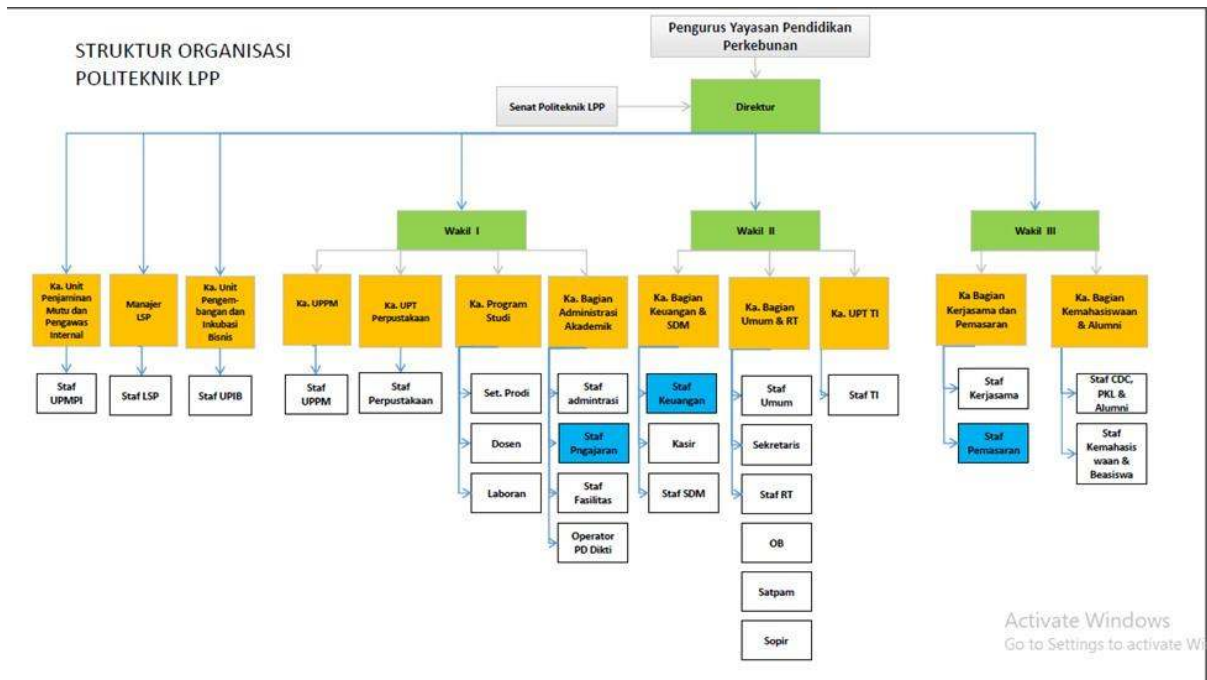 STRUKTUR ORGANISASI
POLITEKNIK LPP
Pengurus Yayasan Pendidikan
Perkebunan
Senat Politeknik LPP
Direktur
Wakil I
Wakil II
Wakil III
Ka. Unit
Penjaminan
Mutu dan
Pengawas
Internal
Manajer
LSP
Ka. Unit
Pengem-
bangan dan
Inkubasi
Bisnis
Ka. UPPM
Ka. UPT
Perpustakaan
Ka. Program
Studi
Ka. Bagian
Administrasi
Akademik
Ka. Bagian
Keuangan &
SDM
Ka. Bagian
Umum & RT
Ka. UPT TI
Ka Bagian
Kerjasama dan
Pemasaran
Ka. Bagian
Kemahasiswaan
& Alumni
Staf
UPMPI
Staf LSP
Staf UPIB
Staf
UPPM
Staf
Perpustakaan
Set. Prodi
Dosen
Laboran
Staf
admintrasi
Staf
Pngajaran
Staf
Fasilitas
Operator
PD Dikti
Staf
Keuangan
Kasir
Staf SDM
Staf
Umum
Sekretaris
Staf RT
OB
Satpam
Sopir
Staf TI
Staf
Kerjasama
Staf
Pemasaran
Staf CDC,
PKL &
Alumni
Staf
Kemahasis
waan &
Beasiswa
Activate Windows
Go to Settings to activate Wi